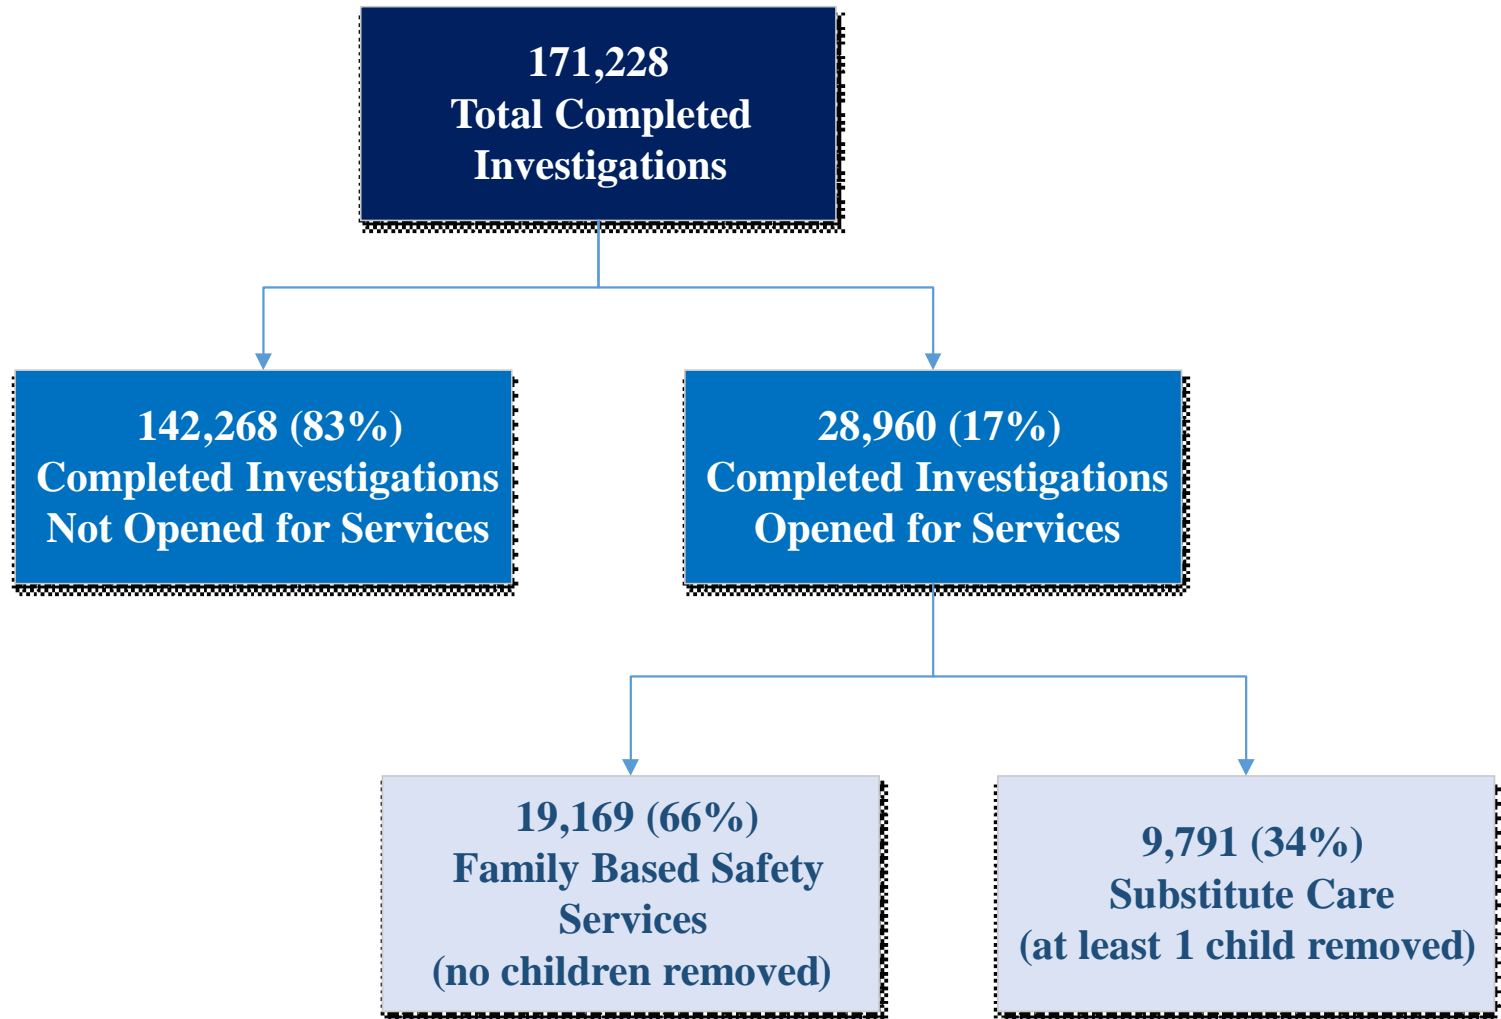 171,228
Total Completed
Investigations
142,268 (83%)
Completed Investigations
Not Opened for Services
28,960 (17%)
Completed Investigations
Opened for Services
19,169 (66%)
Family Based Safety
Services
(no children removed)
9,791 (34%)
Substitute Care
(at least 1 child removed)